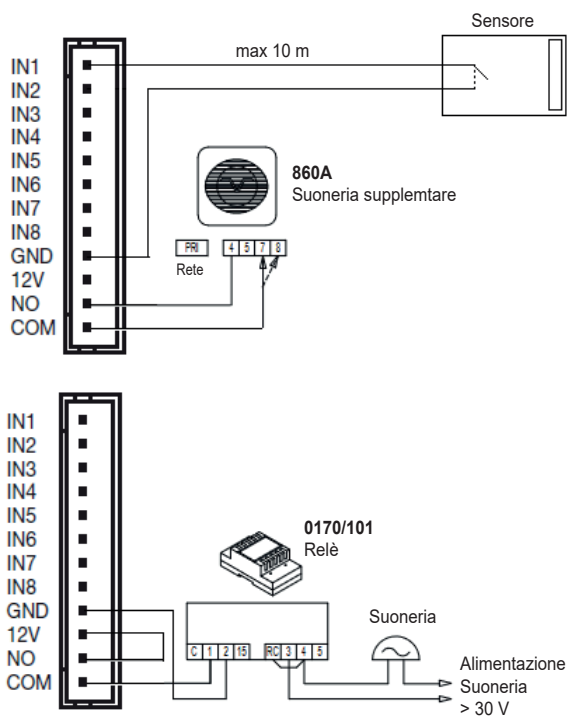 Sensore
max 10 m
IN1
IN2
IN3
IN4
IN5
IN6
IN7
IN8
GND
12V
NO
COM
860A
Suoneria supplemtare
PRI
4 5 7 8
Rete
IN1
IN2
IN3
IN4
IN5
IN6
IN7
IN8
GND
12V
NO
COM
0170/101
Relè
C 1 2 15 RC 3 4 5
Suoneria
Alimentazione
Suoneria
> 30 V